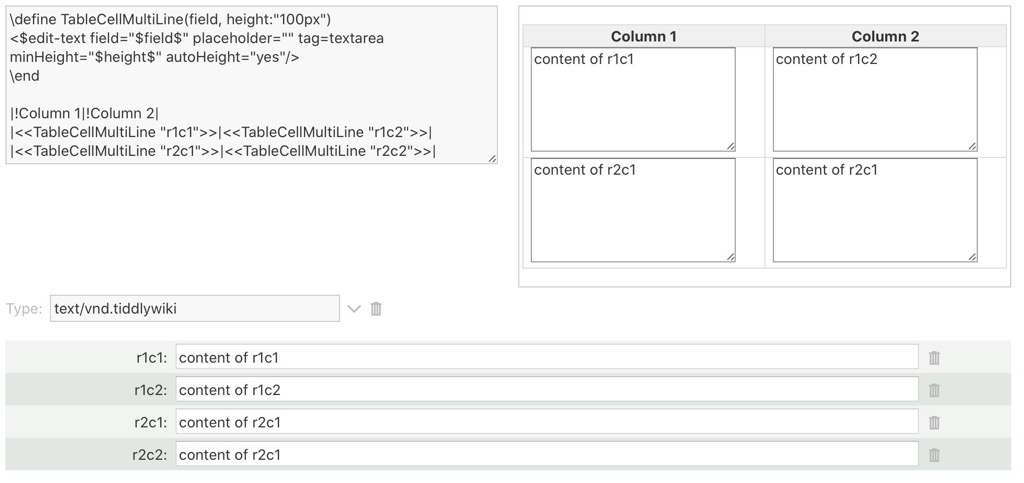 \define TableCellMultiLine(field, height:"100px")
<$edit-text field="$field$" placeholder="" tag=textarea
minHeight="$height$" autoHeight="yes"/>
\end
|!Column 1|!Column 2|
|<<TableCellMultiLine "r1c1">>|<<TableCellMultiLine "r1c2">>|
|<<TableCellMultiLine "r2c1">>|<<TableCellMultiLine "r2c2">>|
Column 1 Column 2
content of r1c1 content of r1c2
content of r2c1 content of r2c1
Type: text/vnd.tiddlywiki
r1c1: content of r1c1
r1c2: content of r1c2
r2c1: content of r2c1
r2c2: content of r2c1